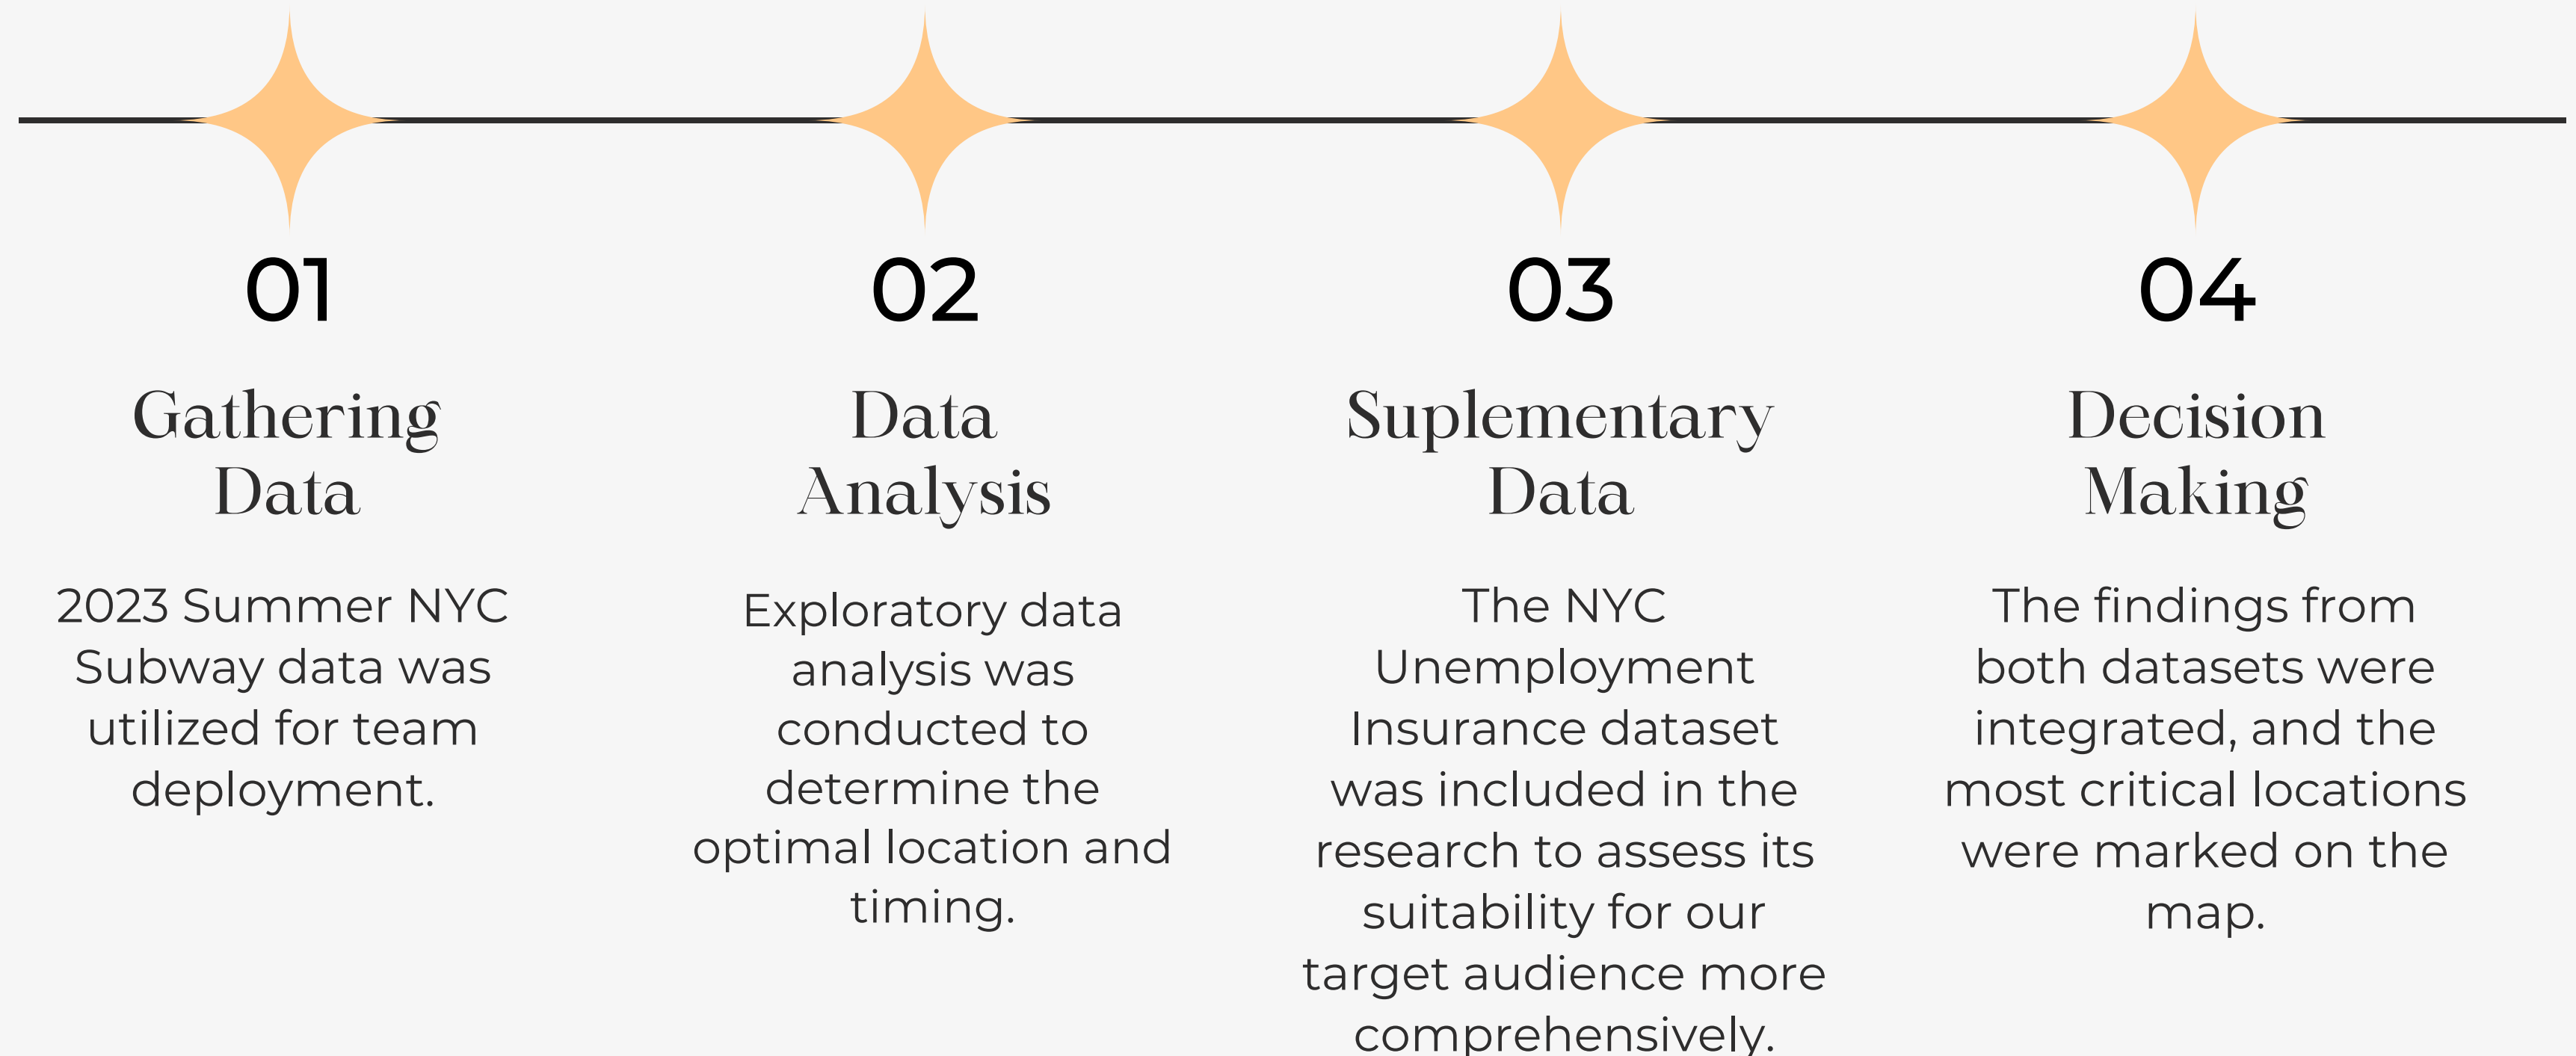 01
Gathering
Data
2023 Summer NYC
Subway data was
utilized for team
deployment.
02
Data
Analysis
Exploratory data
analysis was
conducted to
determine the
optimal location and
timing.
03
Suplementary
Data
The NYC
Unemployment
Insurance dataset
was included in the
research to assess its
suitability for our
target audience more
comprehensively.
04
Decision
Making
The findings from
both datasets were
integrated, and the
most critical locations
were marked on the
map.